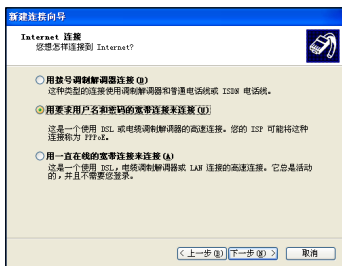 新建连接向导
Internet 连接
您想怎样连接到 Internet?
用拨号调制解调器连接(D)
这种类型的连接使用调制解调器和普通电话线或 ISDN 电话线。
用要求用户名和密码的宽带连接来连接(U)
这是一个使用 DSL 或电缆调制解调器的高速连接。您的 ISP 可能将这种
连接称为 PPPoE。
用一直在线的宽带连接来连接(A)
这是一个使用 DSL,电缆调制解调器或 LAN 连接的高速连接。它总是活动
的,并且不需要您登录。
<上一步(B) 下一步(N)> 取消